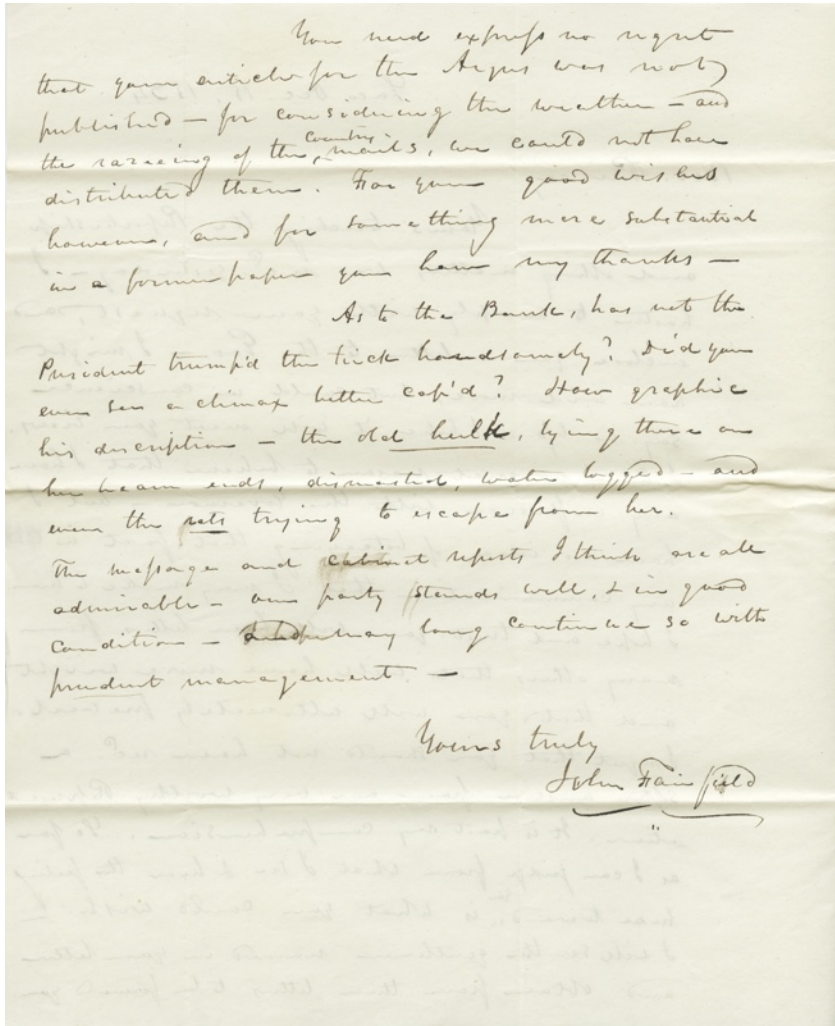 You need express no regret
that your article for the Argus was not
published — for considering the weather — and
the of the country mails, we could not have
distributed them. For your good wishes
however, and for something more substantial
in a former paper you have my thanks —
As to the Bank, has not the
President trump'd the trick handsomely? Did you
ever see a climax better cap'd? How graphic
his description — the old hulk, lying there on
her beam ends, dismasted, water logged — and
even the rats trying to escape from her.
The message and cabinet reports I think are all
admirable — our party stands well, & in good
condition — may long continue so with
prudent management —
Yours truly
John Fairfield